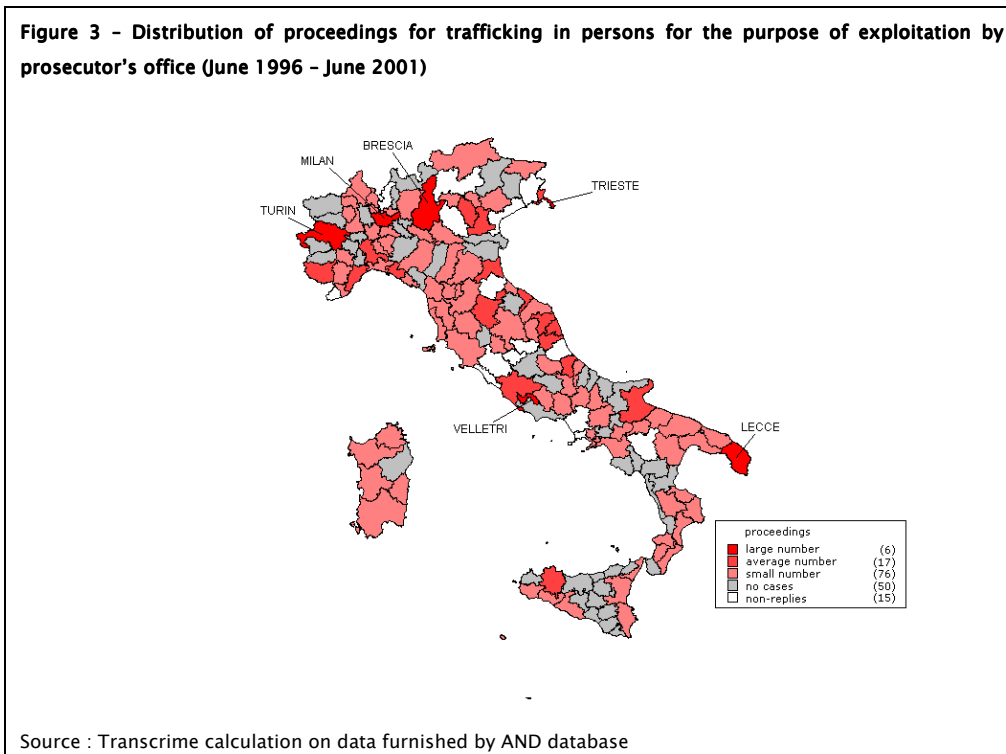 Figure 3 – Distribution of proceedings for trafficking in persons for the purpose of exploitation by
prosecutor's office (June 1996 – June 2001)
BRESCIA
MILAN
TRIESTE
TURIN
VELLETRI
LECCE
proceedings
large number (6)
average number (17)
small number (76)
no cases (50)
non-replies (15)
Source : Transcrime calculation on data furnished by AND database